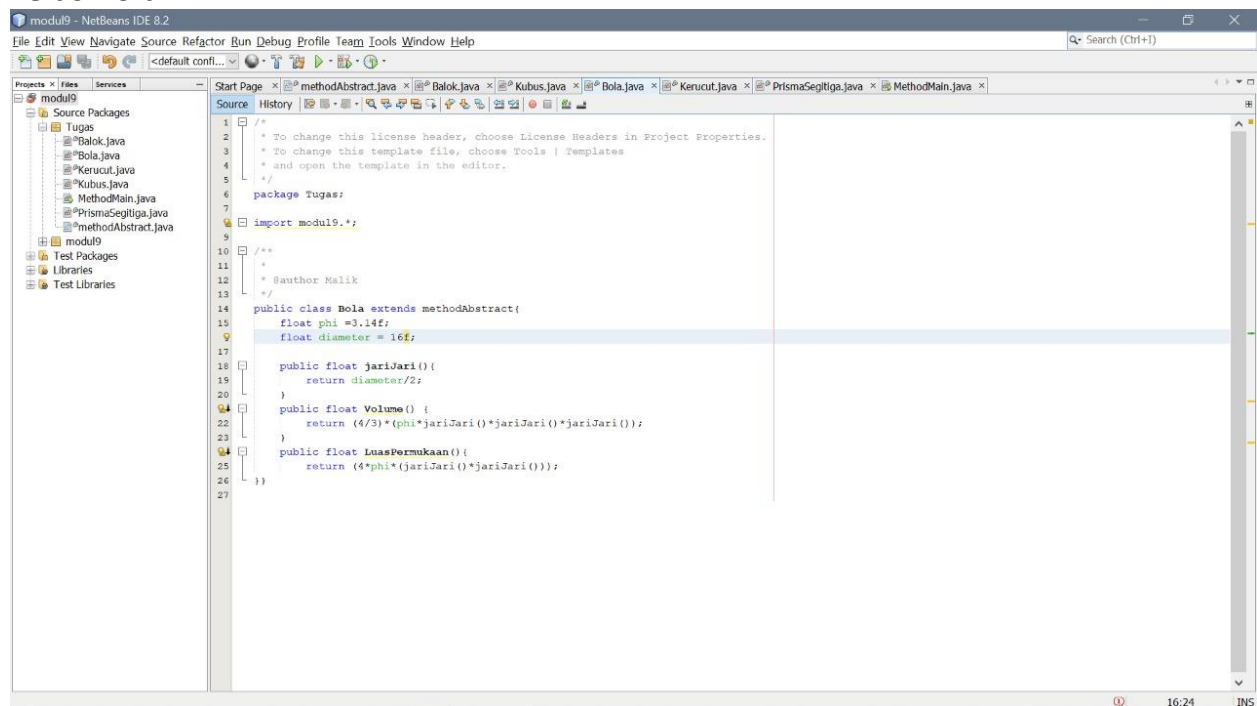 modul9 - NetBeans IDE 8.2
File Edit View Navigate Source Refactor Run Debug Profile Team Tools Window Help
Search (Ctrl+I)
<default confi...
Projects Files Services
Start Page methodAbstract.java Balok.java Kubus.java Bola.java Kerucut.java PrismaSegitiga.java MethodMain.java
modul9
Source Packages
Tugas
Balok.java
Bola.java
Kerucut.java
Kubus.java
MethodMain.java
PrismaSegitiga.java
methodAbstract.java
modul9
Test Packages
Libraries
Test Libraries
Source History
1 /*
2 * To change this license header, choose License Headers in Project Properties.
3 * To change this template file, choose Tools | Templates
4 * and open the template in the editor.
5 */
6 package Tugas;
7
import modul9.*;
9
10 /**
11 *
12 * @author Malik
13 */
14 public class Bola extends methodAbstract{
15 float phi =3.14f;
float diameter = 16f;
17
18 public float jariJari(){
19 return diameter/2;
20 }
public float Volume() {
22 return (4/3)*(phi*jariJari()*jariJari()*jariJari());
23 }
public float LuasPermukaan(){
25 return (4*phi*(jariJari()*jariJari()));
26 }}
27
16:24 INS